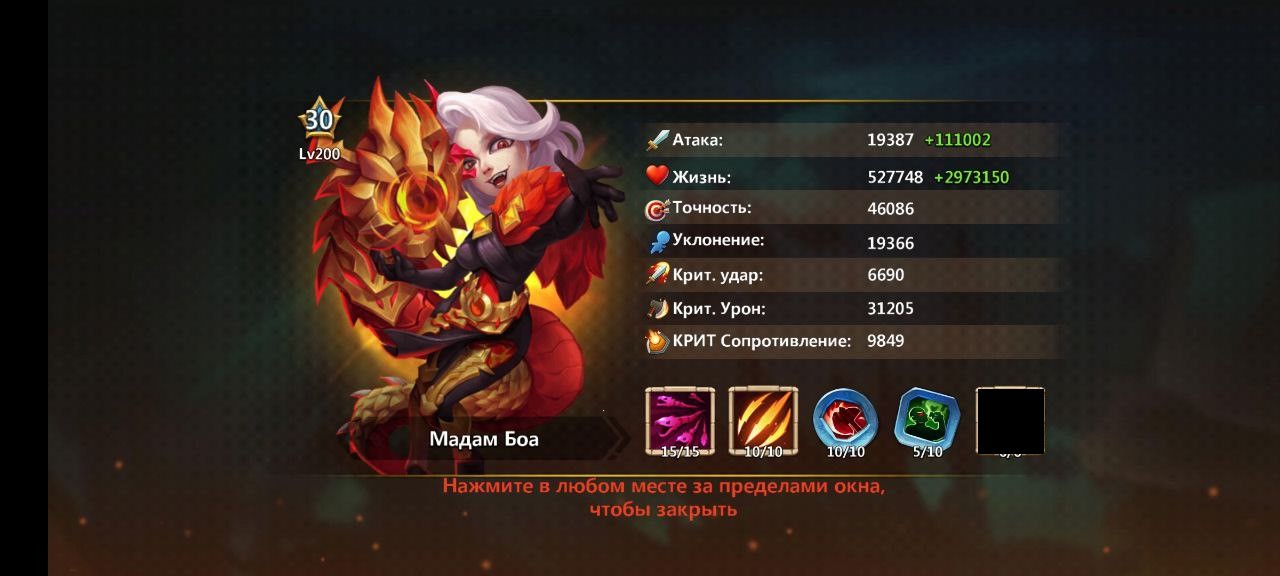 30
Lv200
Атака: 19387 +111002
Жизнь: 527748 +2973150
Точность: 46086
Уклонение: 19366
Крит. удар: 6690
Крит. Урон: 31205
КРИТ Сопротивление: 9849
Мадам Боа
15/15 10/10 10/10 5/10
Нажмите в любом месте за пределами окна,
чтобы закрыть